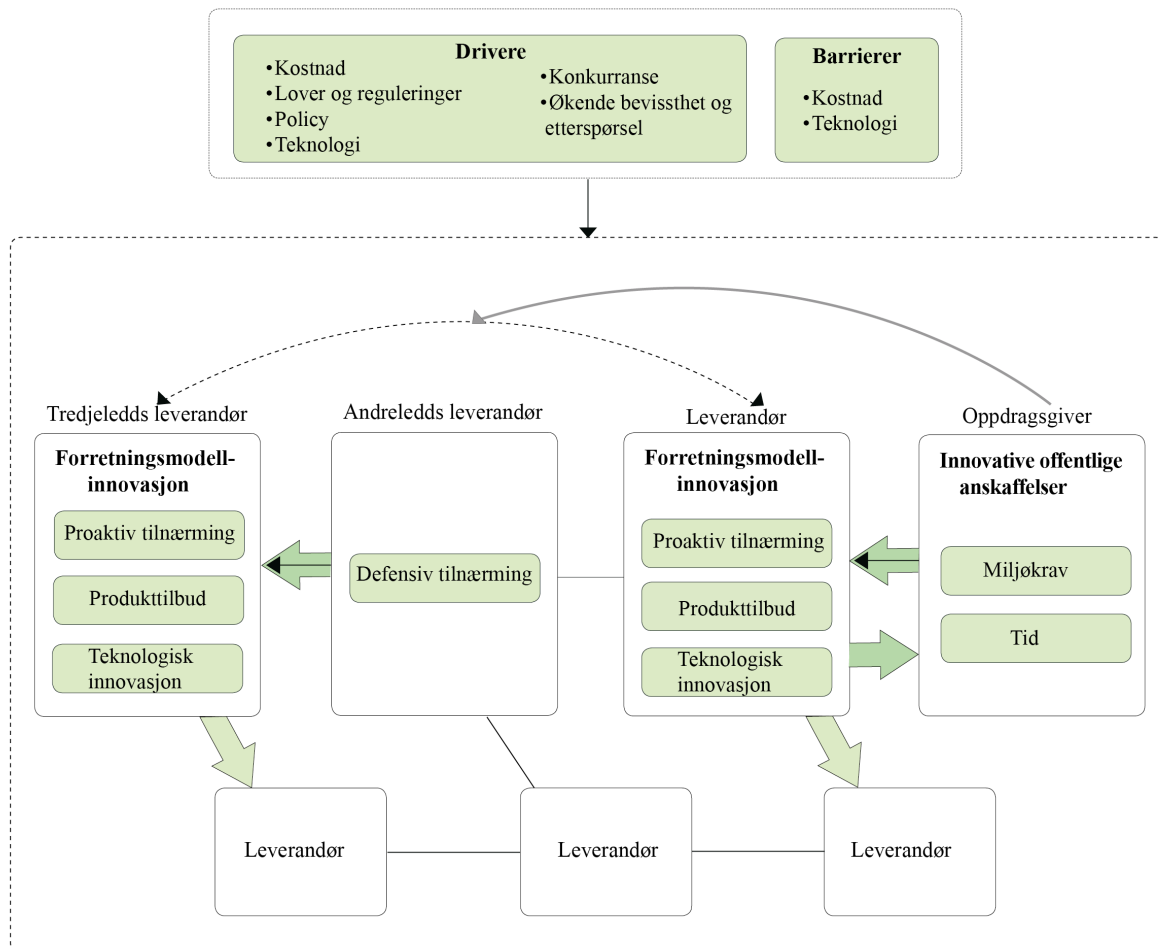 Drivere
•Kostnad
•Lover og reguleringer
•Policy
•Teknologi
•Konkurranse
•Økende bevissthet og
etterspørsel
Barrierer
•Kostnad
•Teknologi
Tredjeledds leverandør
Forretningsmodell-
innovasjon
Proaktiv tilnærming
Produkttilbud
Teknologisk
innovasjon
Andreledds leverandør
Defensiv tilnærming
Leverandør
Forretningsmodell-
innovasjon
Proaktiv tilnærming
Produkttilbud
Teknologisk
innovasjon
Oppdragsgiver
Innovative offentlige
anskaffelser
Miljøkrav
Tid
Leverandør
Leverandør
Leverandør